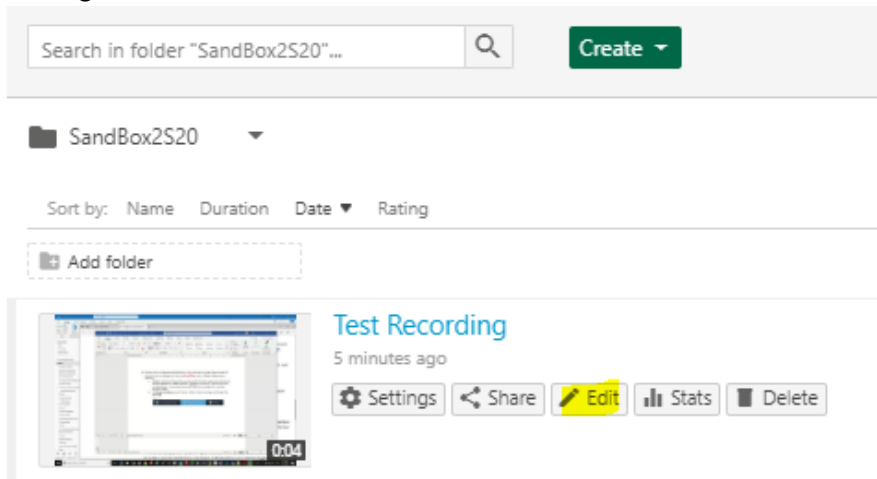 Search in folder "SandBox2S20"...
Create
SandBox2S20
Sort by: Name Duration Date ▼ Rating
Add folder
Test Recording
5 minutes ago
Settings Share Edit Stats Delete
0:04